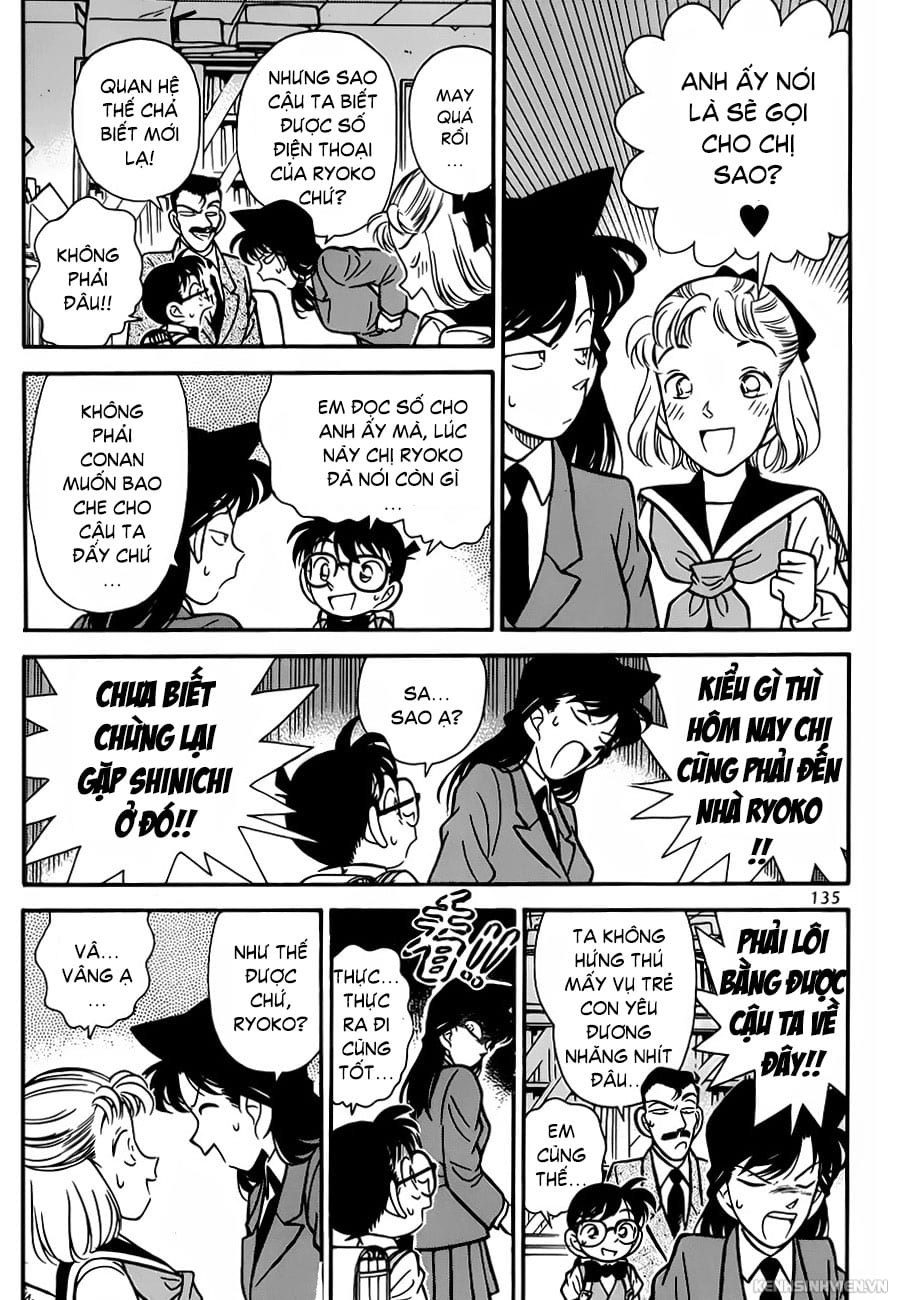 ANH ẤY NÓI
LÀ SẼ GỌI
CHO CHỊ
SAO?
MAY
QUÁ
RỒI
...
NHƯNG SAO
CẬU TA BIẾT
ĐƯỢC SỐ
ĐIỆN THOẠI
CỦA RYOKO
CHỨ?
QUAN HỆ
THẾ CHẢ
BIẾT MỚI
LẠ!
KHÔNG
PHẢI
ĐÂU!!
EM ĐỌC SỐ CHO
ANH ẤY MÀ, LÚC
NÀY CHỊ RYOKO
ĐÃ NÓI CÒN GÌ
...
KHÔNG
PHẢI
CONAN
MUỐN BAO
CHE CHO
CẬU TA
ĐẤY CHỨ
...
KIỂU GÌ THÌ
HÔM NAY CHỊ
CŨNG PHẢI ĐẾN
NHÀ RYOKO
!!
SA...
SAO Ạ?
CHƯA BIẾT
CHỪNG LẠI
GẶP SHINICHI
Ở ĐÓ!!
135
PHẢI LÔI
BẰNG ĐƯỢC
CẬU TA VỀ
ĐÂY!!
TA KHÔNG
HỨNG THÚ
MẤY VỤ TRẺ
CON YÊU
ĐƯƠNG
NHĂNG NHÍT
ĐÂU..
EM
CŨNG
THẾ...
THỰC...
THỰC
RA ĐI
CŨNG
TỐT...
NHƯ THẾ
ĐƯỢC
CHỨ,
RYOKO?
VÂ..
VÂNG Ạ
...
KENHSINHVIEN.VN